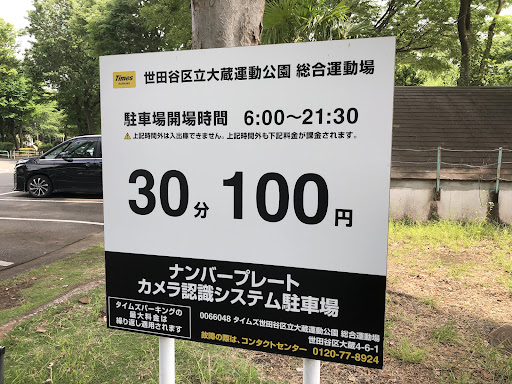 Times
PARKING
世田谷区立大蔵運動公園 総合運動場
駐車場開場時間 6:00～21:30
⚠上記時間外は入出庫できません。上記時間外も下記料金が課金されます。
30分 100円
ナンバープレート
カメラ認識システム駐車場
タイムズパーキングの
最大料金は
繰り返し適用されます
0066048 タイムズ世田谷区立大蔵運動公園 総合運動場
世田谷区大蔵4-6-1
故障の際は、コンタクトセンター 0120-77-8924